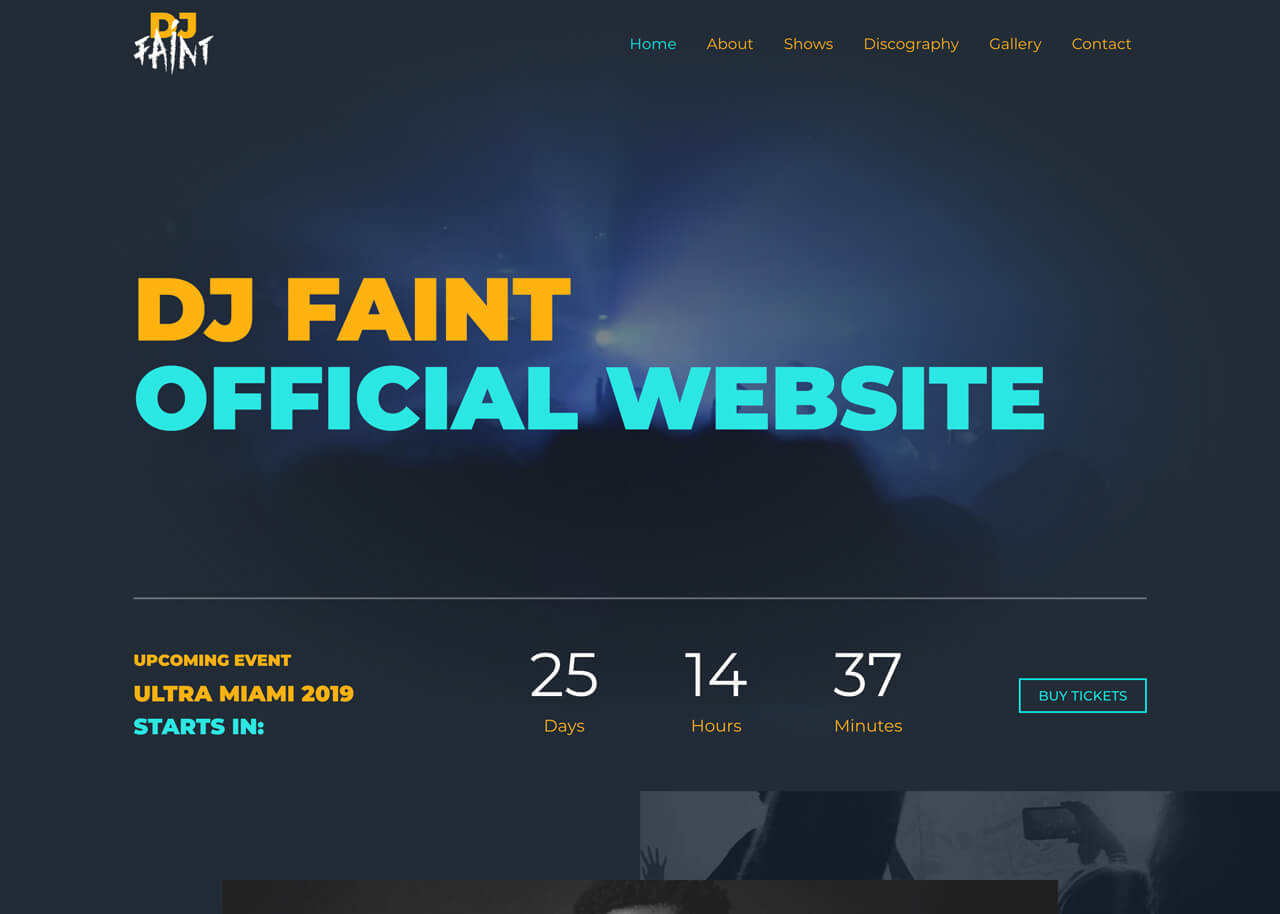 DJ
FAINT
Home About Shows Discography Gallery Contact
DJ FAINT
OFFICIAL WEBSITE
UPCOMING EVENT
ULTRA MIAMI 2019
STARTS IN:
25 14 37
Days Hours Minutes
BUY TICKETS